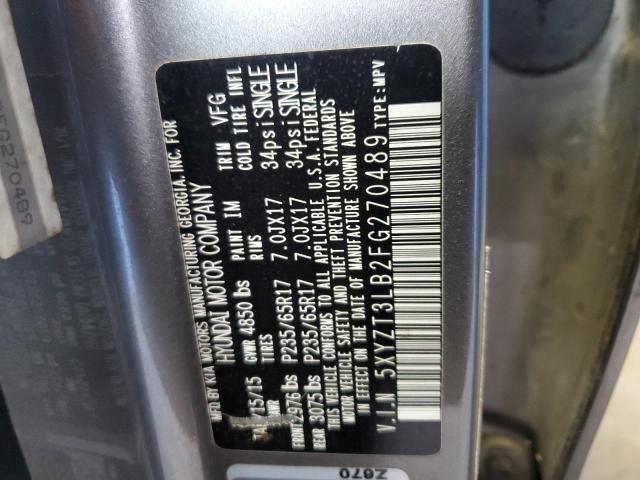 MFD BY KIA MOTORS MANUFACTURING GEORGIA, INC. FOR
HYUNDAI MOTOR COMPANY
/15/15 PAINT IM TRIM VFG
GVWR 4850 lbs
TIRES RIMS COLD TIRE INFL
FRONT 2976 lbs P235/65R17 7.0JX17 34psi SINGLE
REAR 3075 lbs P235/65R17 7.0JX17 34psi SINGLE
THIS VEHICLE CONFORMS TO ALL APPLICABLE U.S.A. FEDERAL
MOTOR VEHICLE SAFETY AND THEFT PREVENTION
STANDARDS IN EFFECT ON THE DATE OF MANUFACTURE SHOWN ABOVE
V.I.N 5XYZT3LB2FG270489 TYPE:MPV
Z670